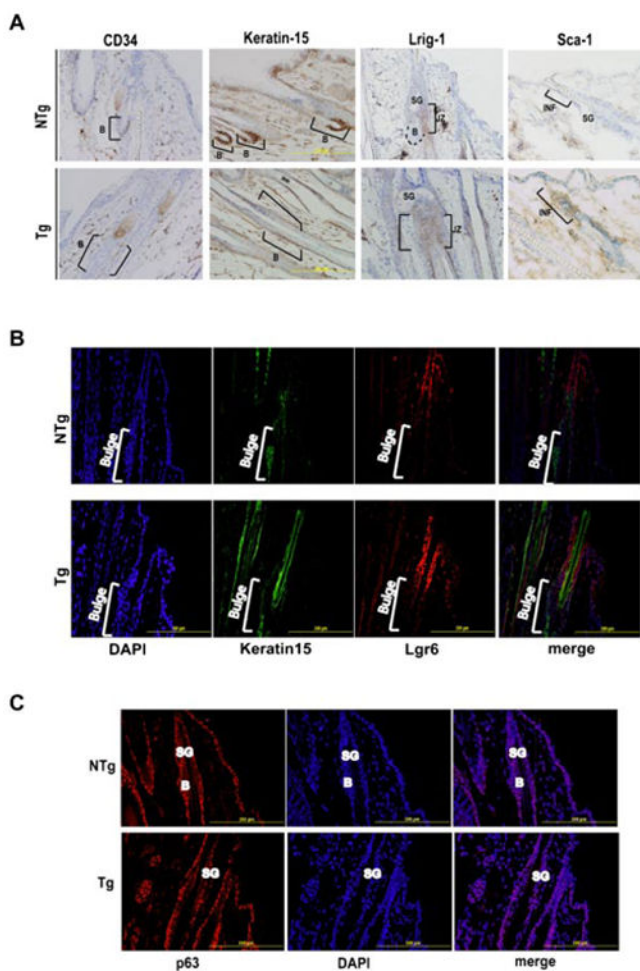 A
CD34 Keratin-15 Lrig-1 Sca-1
NTg
B
B B B
SG
JZ
B
INF
SG
Tg
B
B
SG
JZ
INF
B
NTg
Bulge Bulge Bulge Bulge
Tg
Bulge Bulge Bulge Bulge
DAPI Keratin15 Lgr6 merge
C
NTg
SG SG SG
B B B
Tg
SG SG SG
p63 DAPI merge